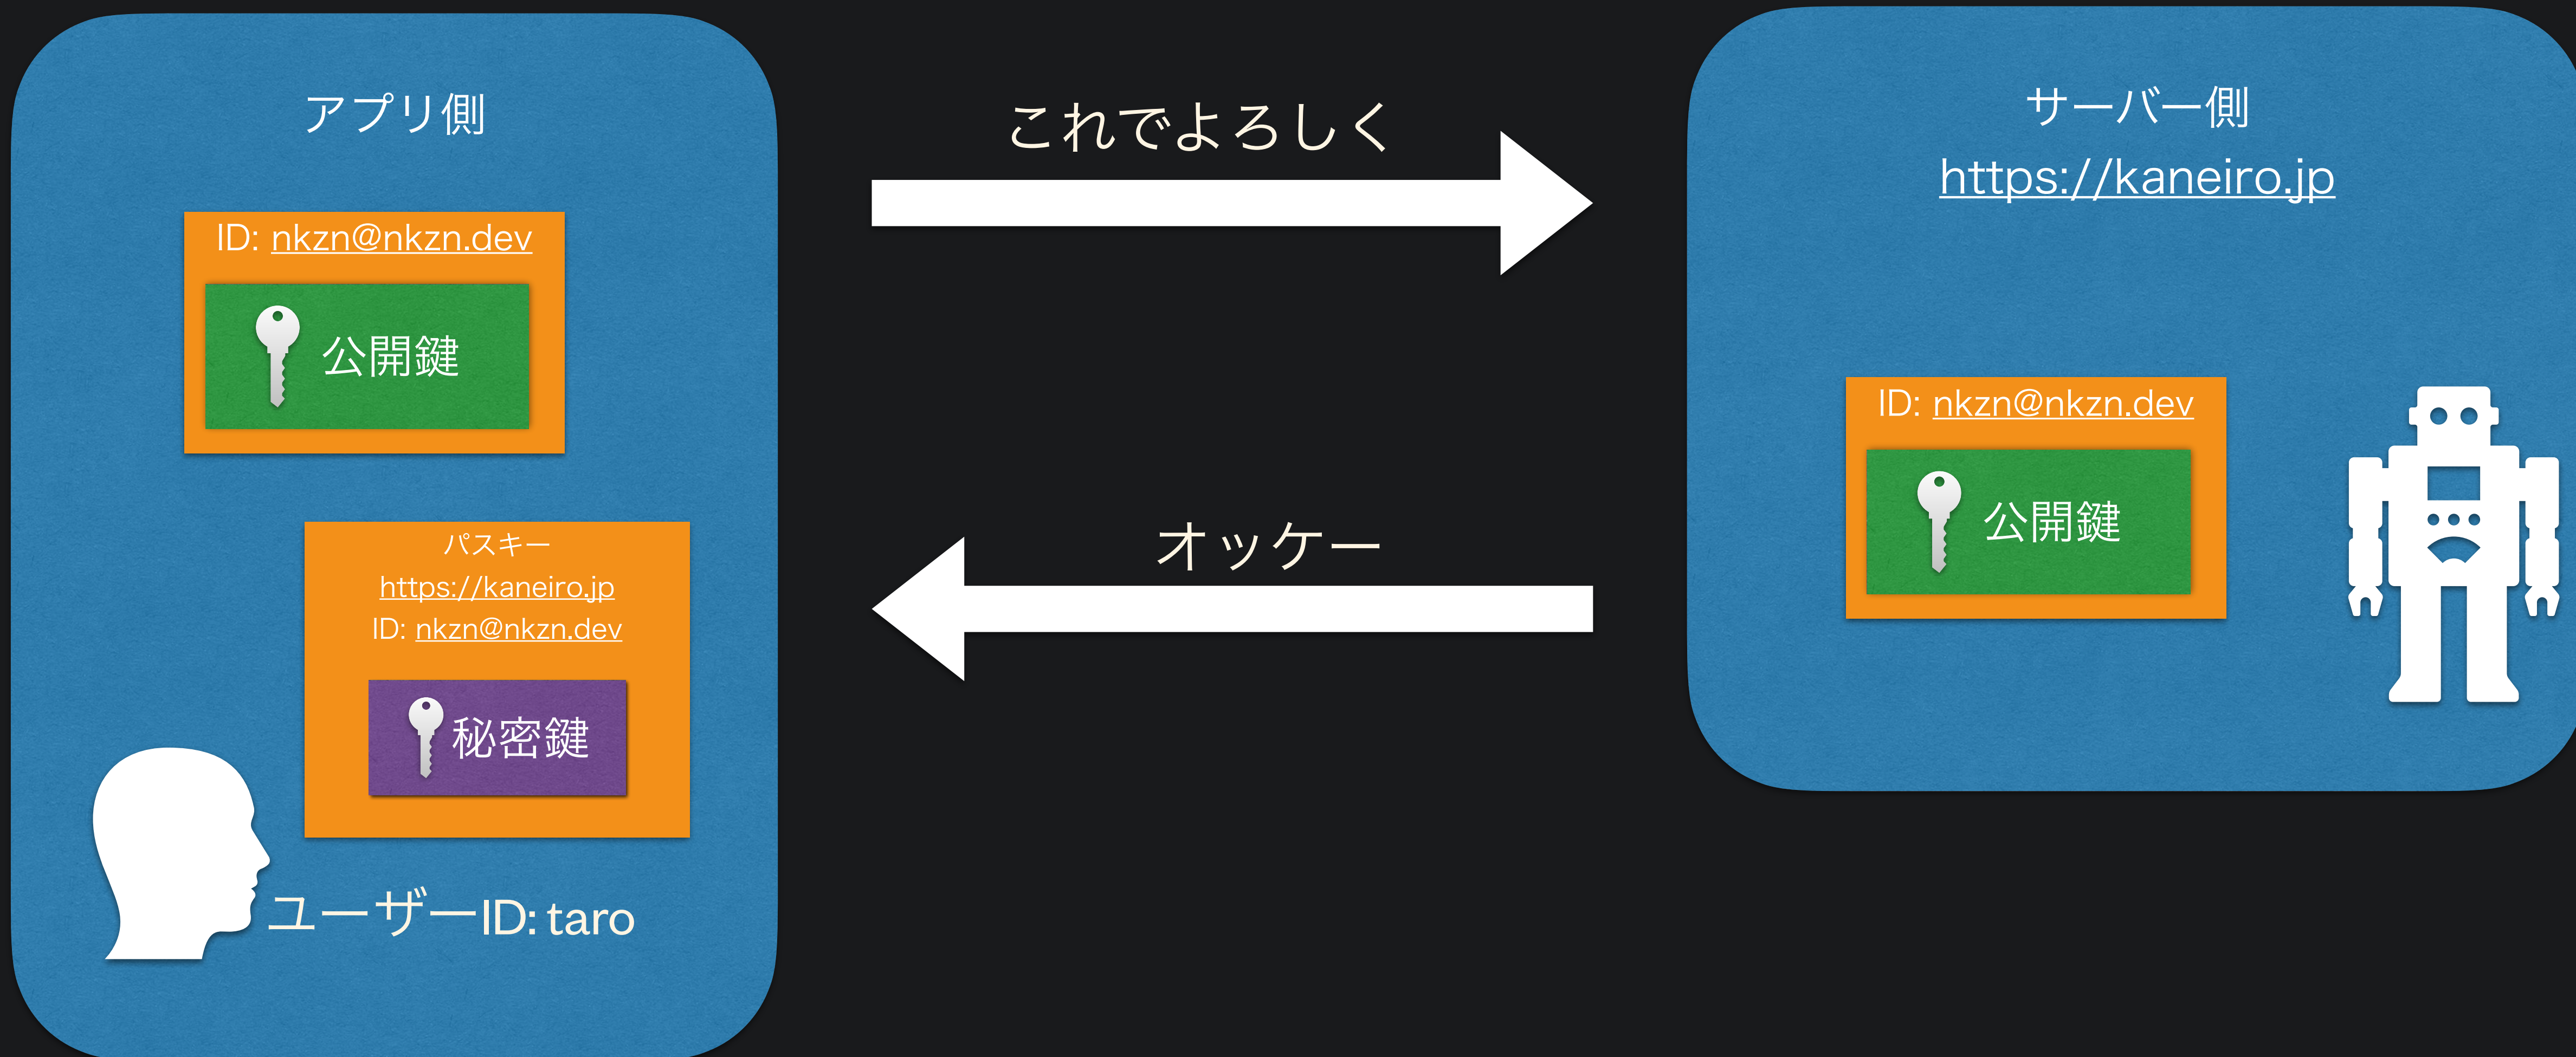 アプリ側
ID: nkzn@nkzn.dev
公開鍵
パスキー
https://kaneiro.jp
ID: nkzn@nkzn.dev
秘密鍵
ユーザーID: taro
これでよろしく
オッケー
サーバー側
https://kaneiro.jp
ID: nkzn@nkzn.dev
公開鍵